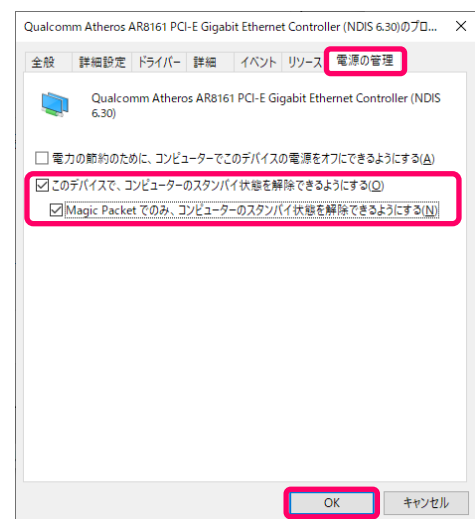 Qualcomm Atheros AR8161 PCI-E Gigabit Ethernet Controller (NDIS 6.30)のプロ...
全般 詳細設定 ドライバー 詳細 イベント リソース 電源の管理
Qualcomm Atheros AR8161 PCI-E Gigabit Ethernet Controller (NDIS
6.30)
電力の節約のために、コンピューターでこのデバイスの電源をオフにできるようにする(A)
このデバイスで、コンピューターのスタンバイ状態を解除できるようにする(O)
Magic Packet でのみ、コンピューターのスタンバイ状態を解除できるようにする(N)
OK キャンセル